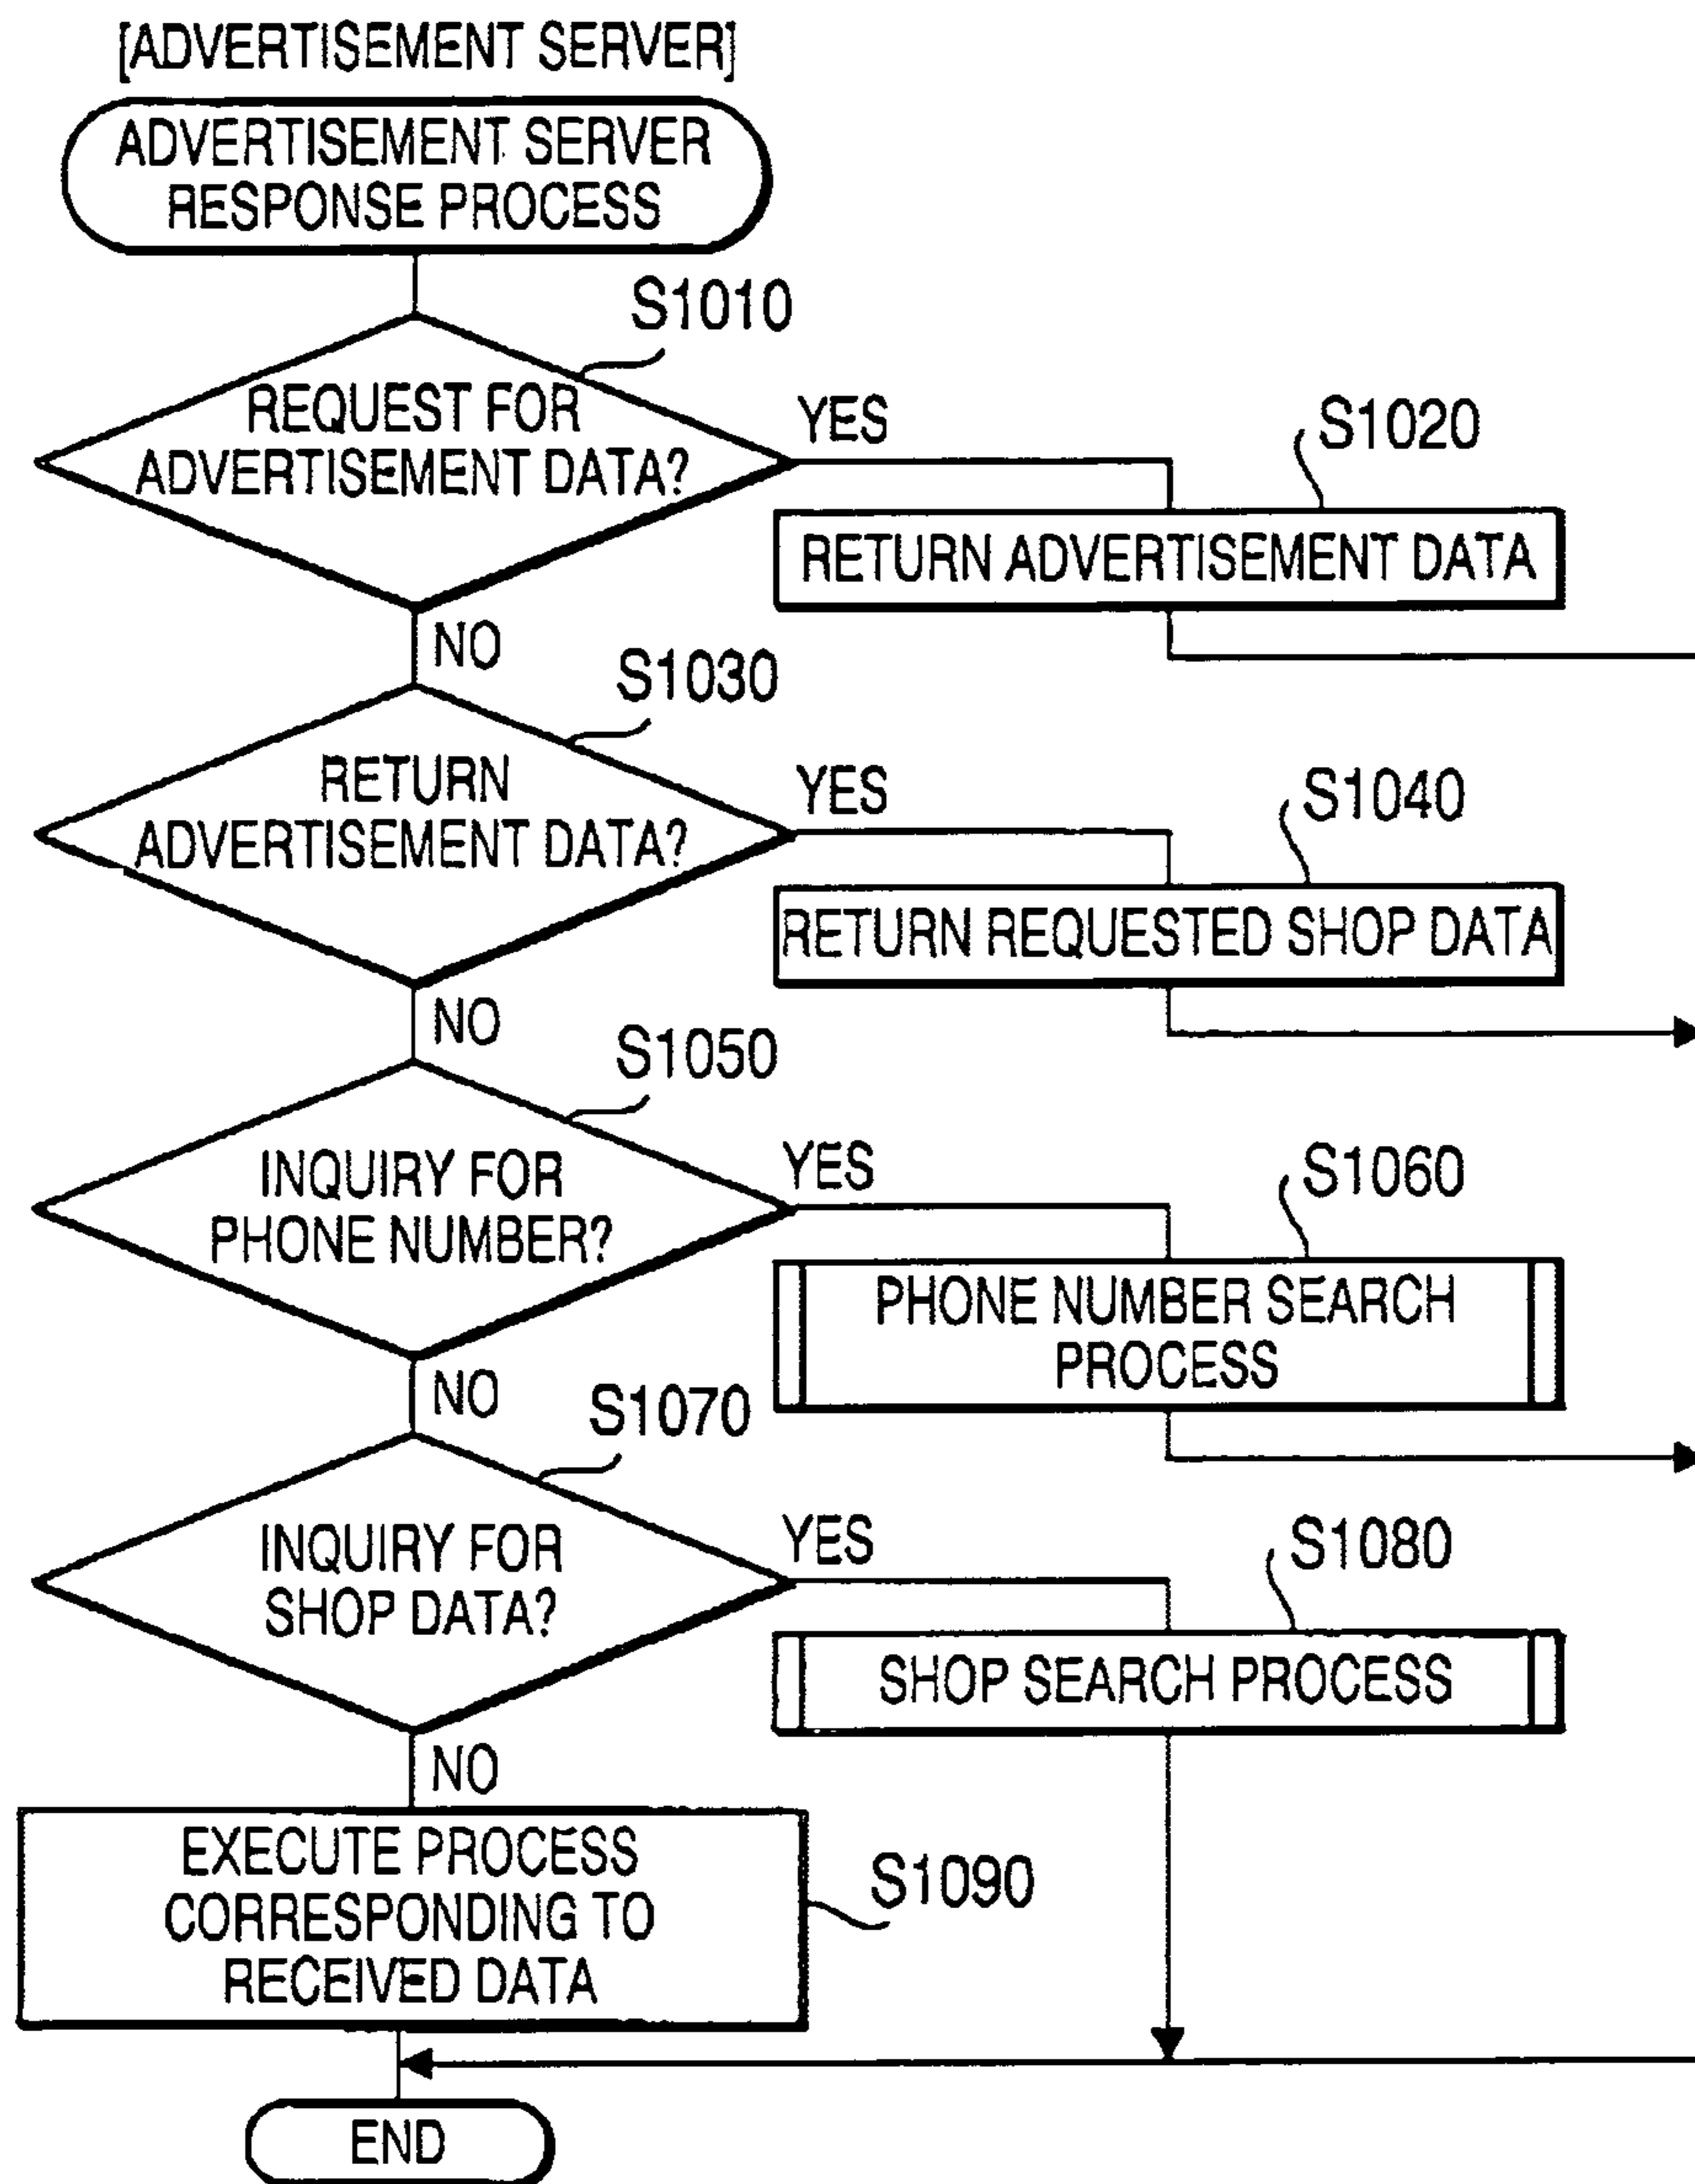 [ADVERTISEMENT SERVER]
ADVERTISEMENT SERVER
RESPONSE PROCESS
S1010
REQUEST FOR
ADVERTISEMENT DATA?
YES
S1020
RETURN ADVERTISEMENT DATA
NO
S1030
RETURN
ADVERTISEMENT DATA?
YES
S1040
RETURN REQUESTED SHOP DATA
NO
S1050
INQUIRY FOR
PHONE NUMBER?
YES
S1060
PHONE NUMBER SEARCH
PROCESS
NO
S1070
INQUIRY FOR
SHOP DATA?
YES
S1080
SHOP SEARCH PROCESS
NO
EXECUTE PROCESS
CORRESPONDING TO
RECEIVED DATA
S1090
END